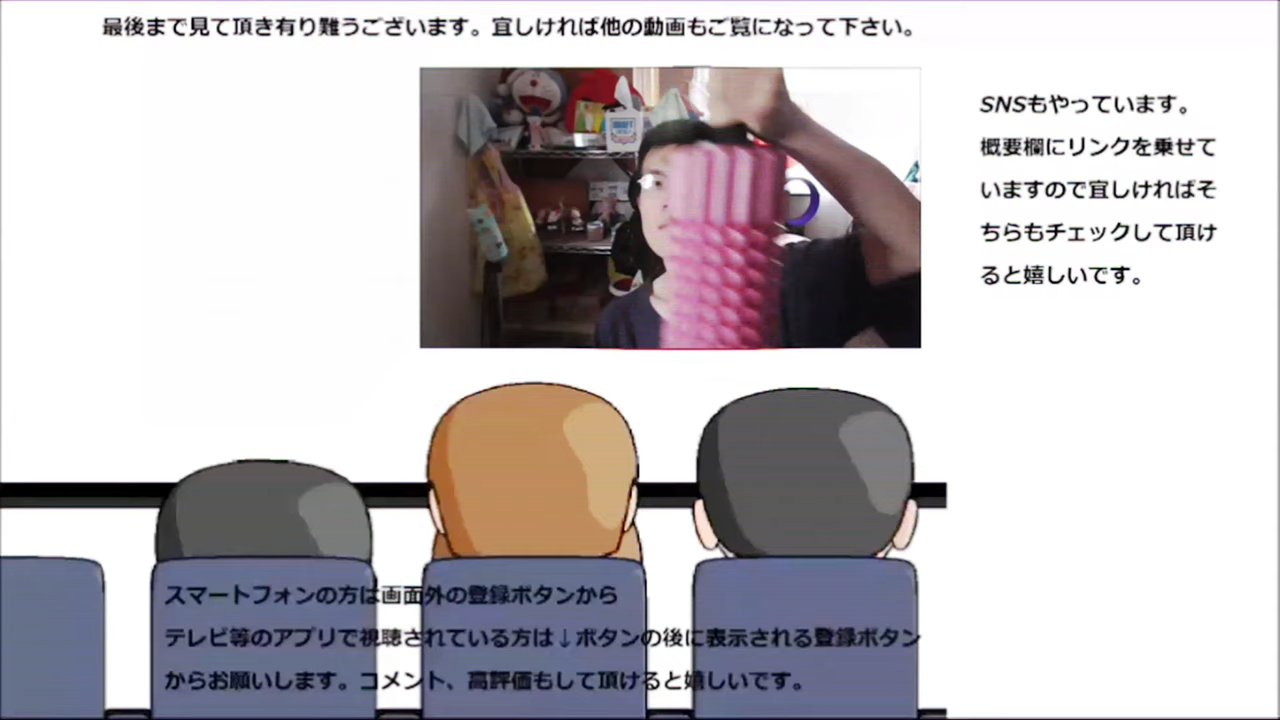 最後まで見て頂き有り難うございます。宜しければ他の動画もご覧になって下さい。
SNSもやっています。
概要欄にリンクを乗せて
いますので宜しければそ
ちらもチェックして頂け
ると嬉しいです。
スマートフォンの方は画面外の登録ボタンから
テレビ等のアプリで視聴されている方は↓ボタンの後に表示される登録ボタン
からお願いします。コメント、高評価もして頂けると嬉しいです。